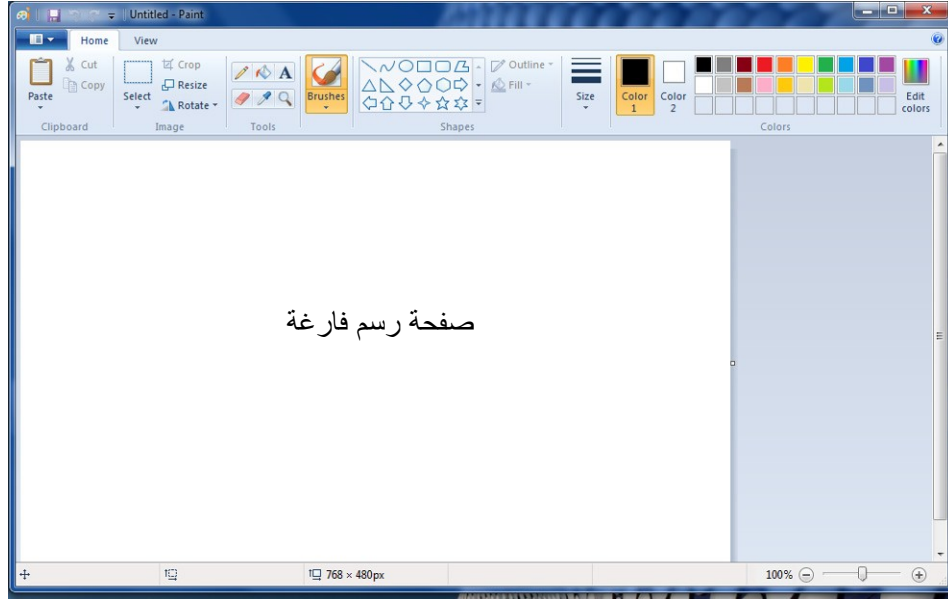 Untitled - Paint
Home View
Paste
Cut
Copy
Clipboard
Select
Crop
Resize
Rotate
Image
A
Tools
Brushes
Outline
Fill
Shapes
Size
Color 1
Color 2
Edit colors
Colors
صفحة رسم فارغة
768 × 480px
100%